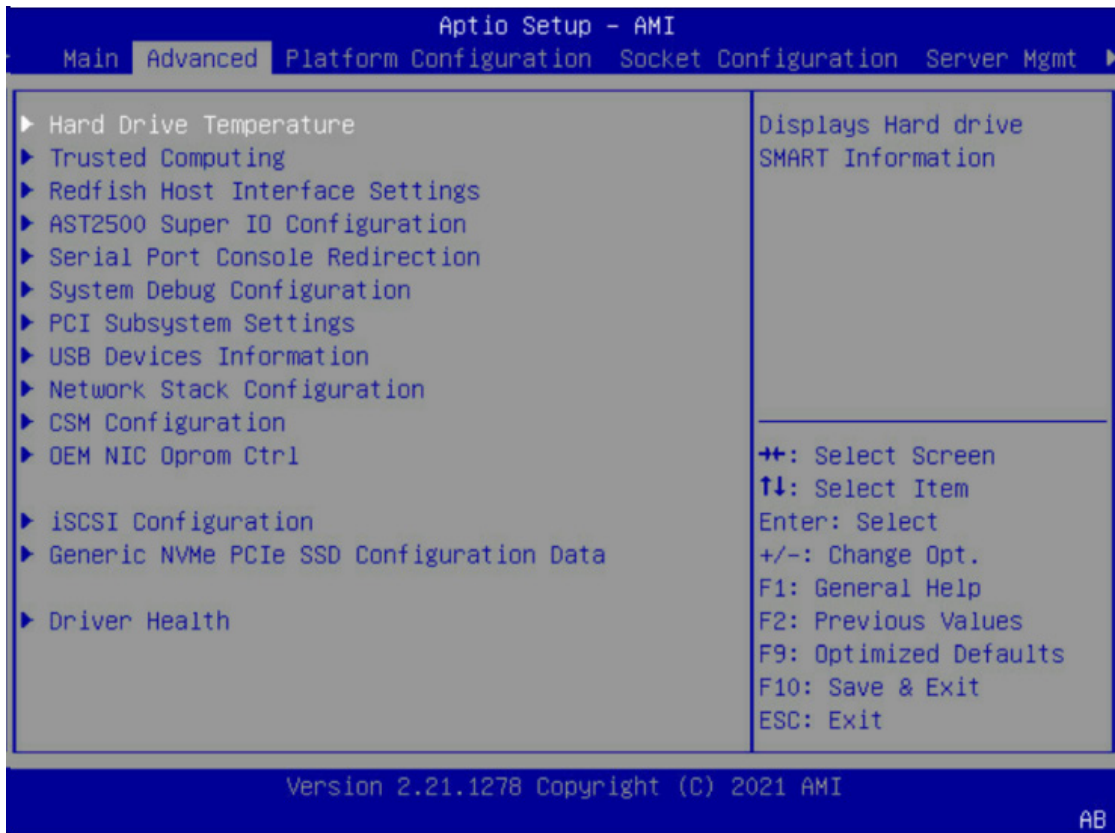 Aptio Setup – AMI
Main Advanced Platform Configuration Socket Configuration Server Mgmt
Hard Drive Temperature
Trusted Computing
Redfish Host Interface Settings
AST2500 Super IO Configuration
Serial Port Console Redirection
System Debug Configuration
PCI Subsystem Settings
USB Devices Information
Network Stack Configuration
CSM Configuration
OEM NIC Oprom Ctrl
iSCSI Configuration
Generic NVMe PCIe SSD Configuration Data
Driver Health
Displays Hard drive
SMART Information
→←: Select Screen
↑↓: Select Item
Enter: Select
+/-: Change Opt.
F1: General Help
F2: Previous Values
F9: Optimized Defaults
F10: Save & Exit
ESC: Exit
Version 2.21.1278 Copyright (C) 2021 AMI
AB